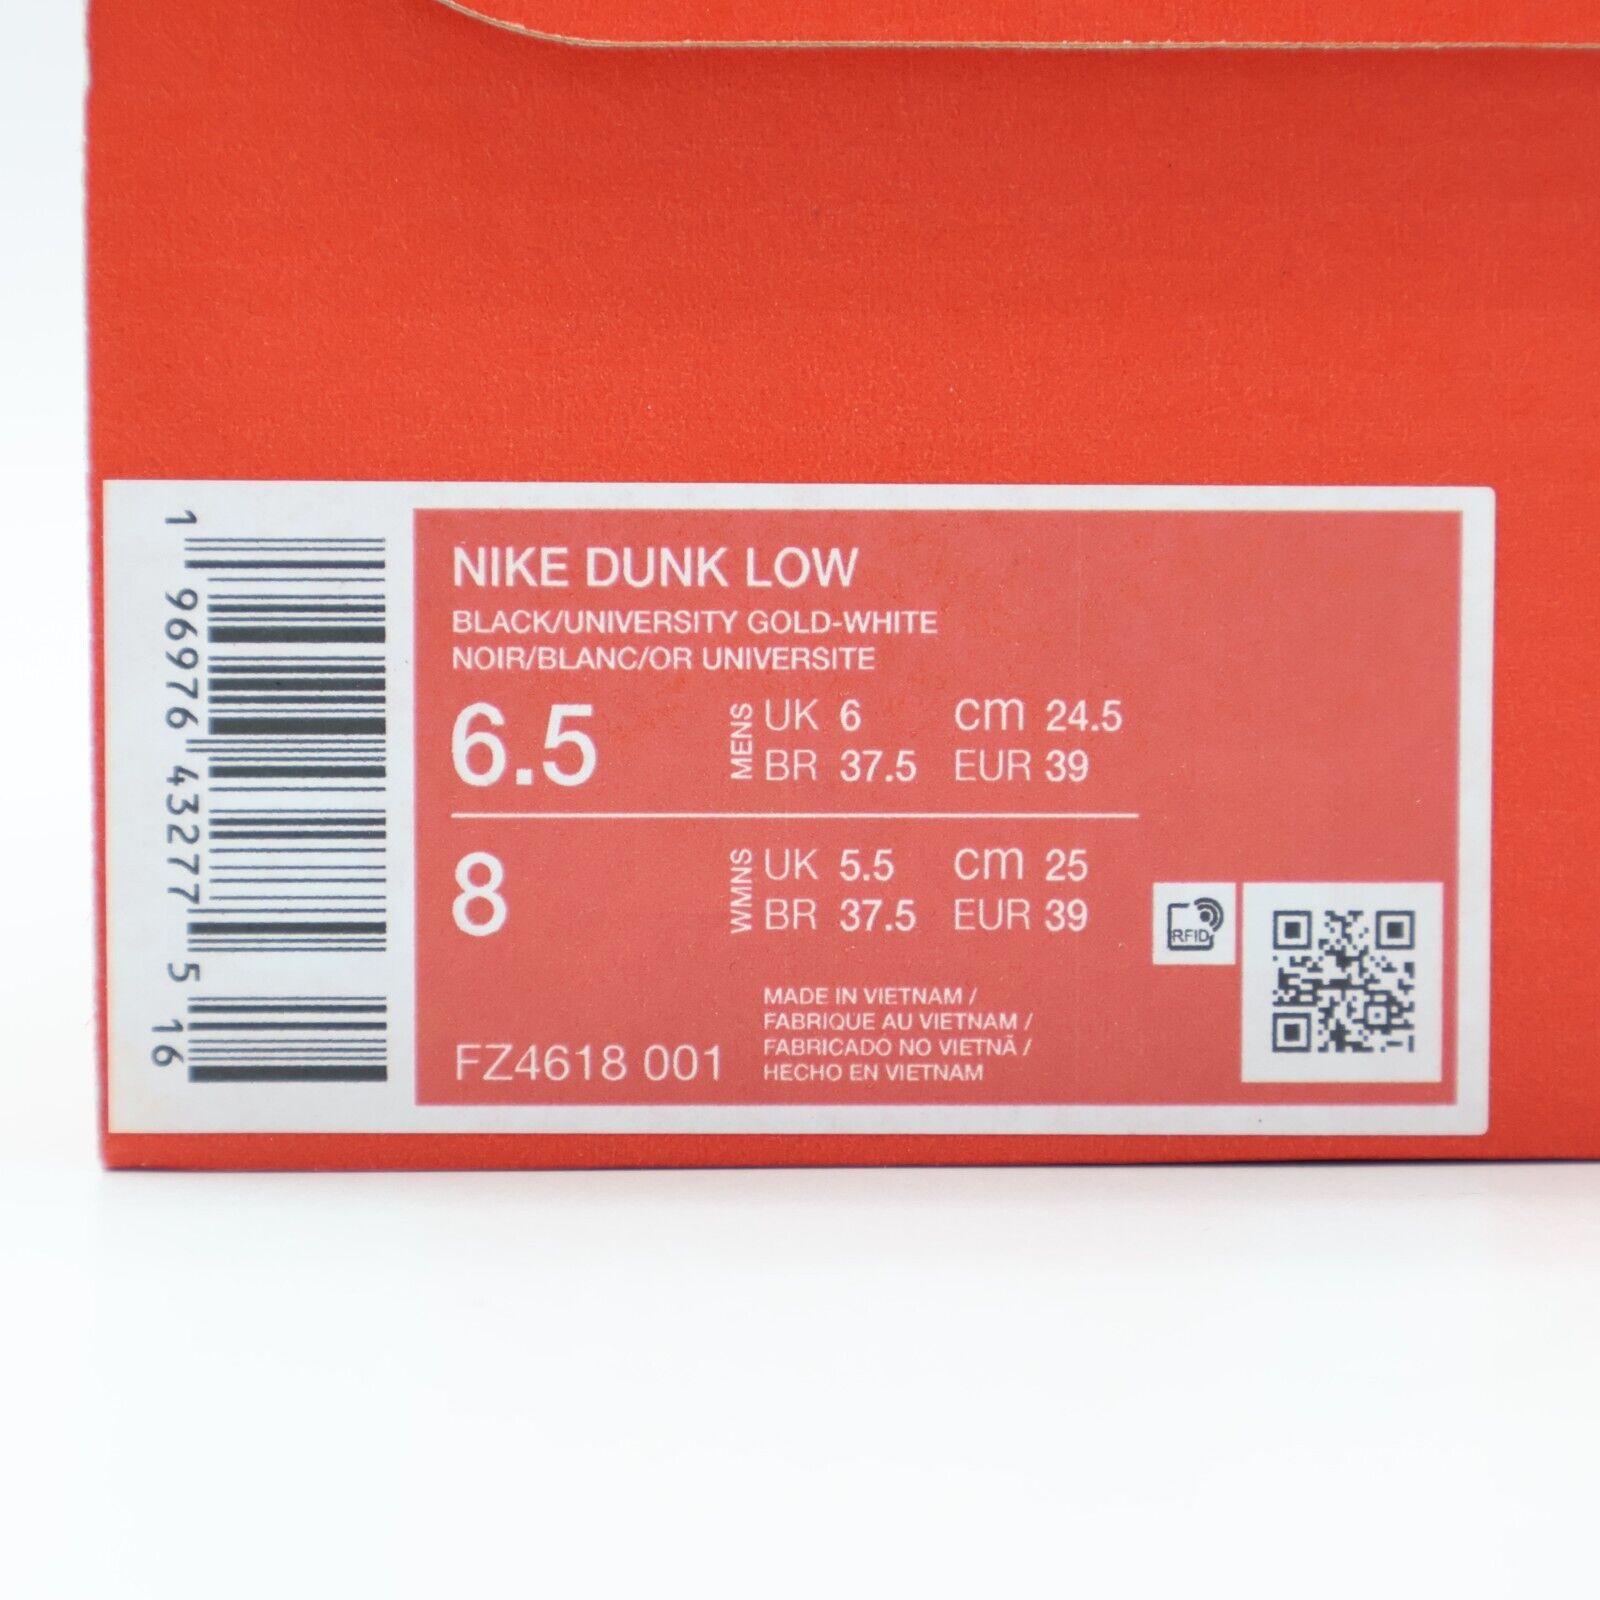 1 96976 43277 5 16
NIKE DUNK LOW
BLACK/UNIVERSITY GOLD-WHITE
NOIR/BLANC/OR UNIVERSITE
6.5 MENS UK 6 CM 24.5
BR 37.5 EUR 39
8 WMNS UK 5.5 CM 25
BR 37.5 EUR 39
RFID
MADE IN VIETNAM /
FABRIQUE AU VIETNAM /
FABRICADO NO VIETNÃ /
HECHO EN VIETNAM
FZ4618 001